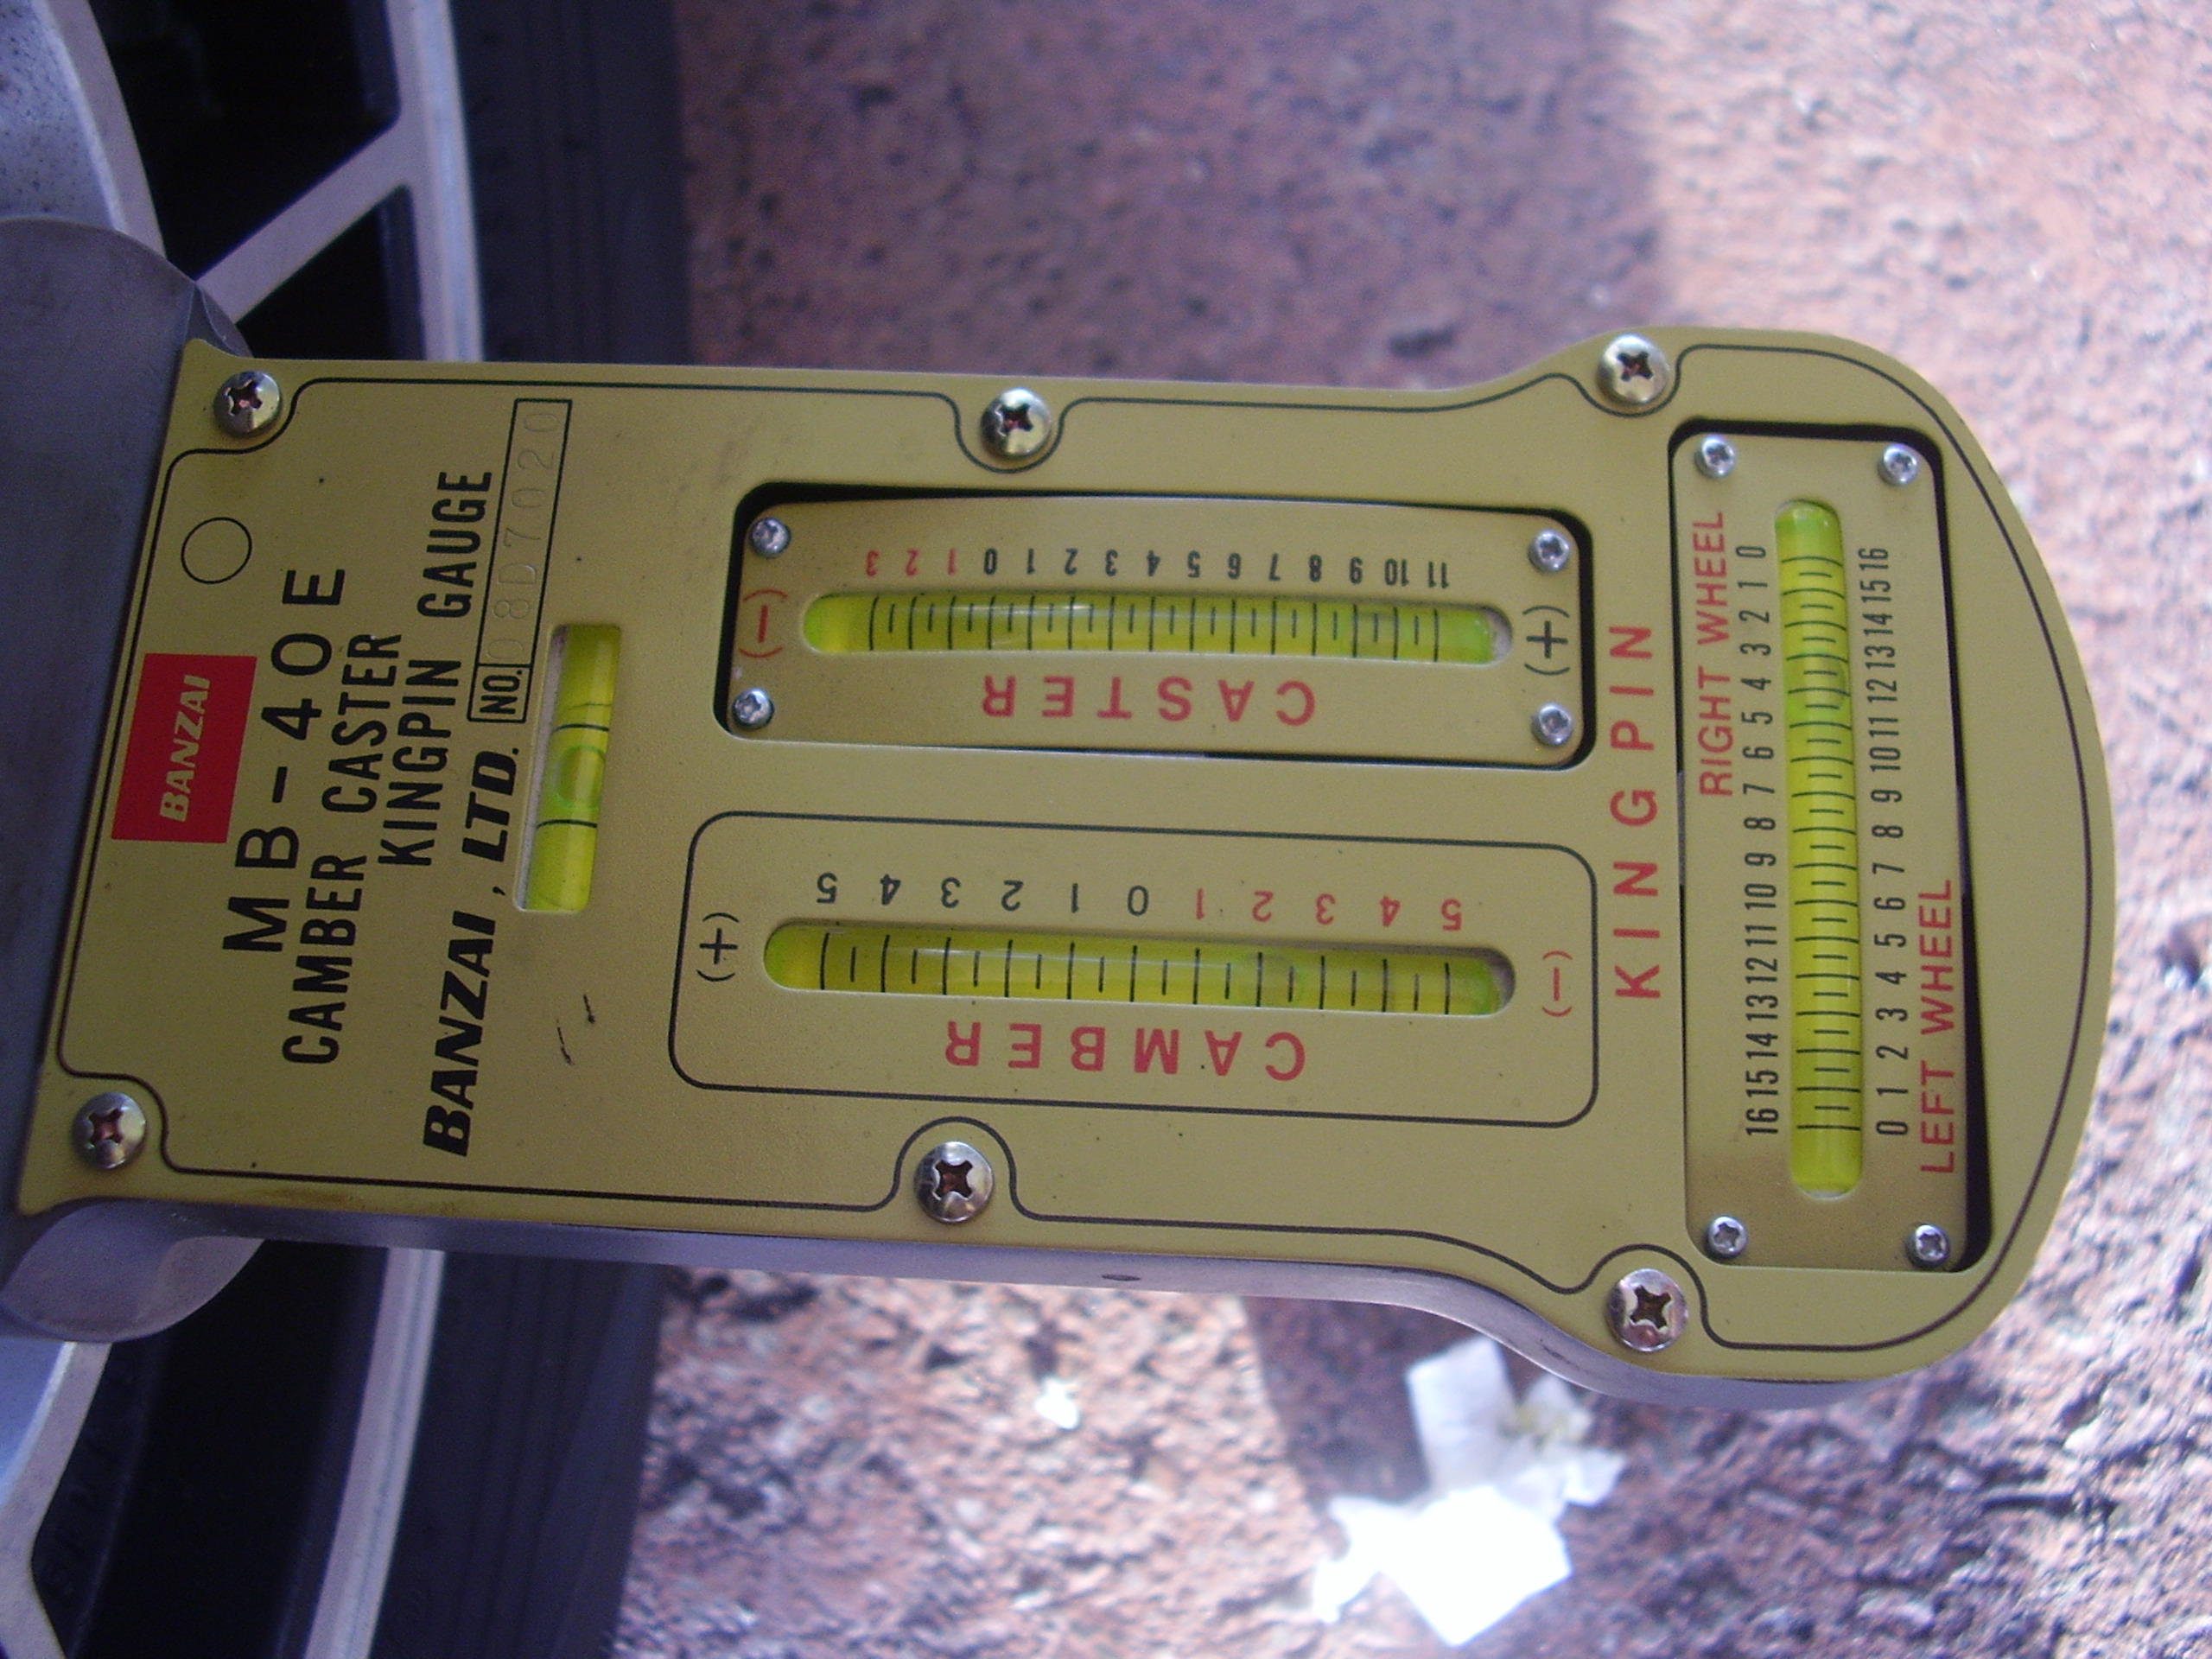 BANZAI
MB-40E
CAMBER CASTER
KINGPIN GAUGE
BANZAI, LTD. NO. 08D7020
(-)
3 2 1 0 1 2 3 4 5 6 7 8 9 10 11
CASTER
(+)
(+)
5 4 3 2 1 0 1 2 3 4 5
CAMBER
(-)
KINGPIN
RIGHT WHEEL
16 15 14 13 12 11 10 9 8 7 6 5 4 3 2 1 0
0 1 2 3 4 5 6 7 8 9 10 11 12 13 14 15 16
LEFT WHEEL